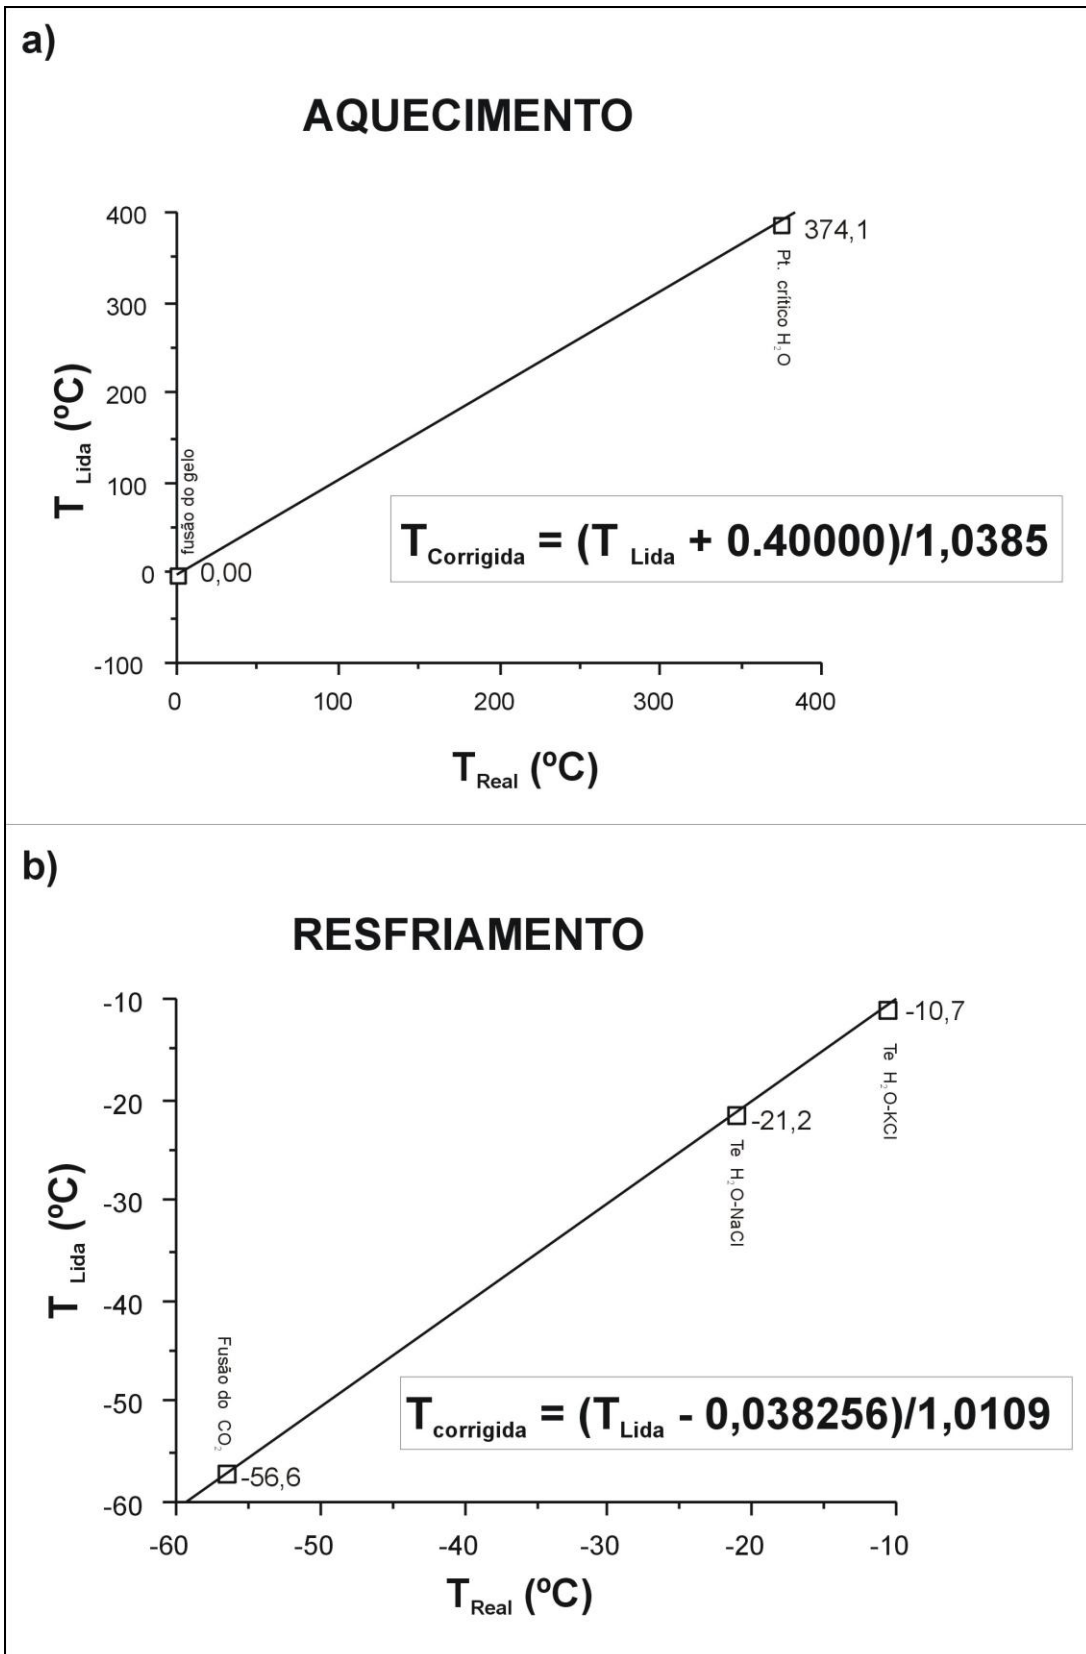 a)
AQUECIMENTO
400
300
200
100
0
-100
T Lida (ºC)
fusão do gelo
0,00
374,1
Pt. crítico H2O
TCorrigida = (T Lida + 0.40000)/1,0385
0 100 200 300 400
TReal (ºC)
b)
RESFRIAMENTO
-10
-20
-30
-40
-50
-60
T Lida (ºC)
-10,7
Te H2O-KCl
-21,2
Te H2O-NaCl
Fusão do CO2
-56,6
Tcorrigida = (TLida - 0,038256)/1,0109
-60 -50 -40 -30 -20 -10
TReal (ºC)